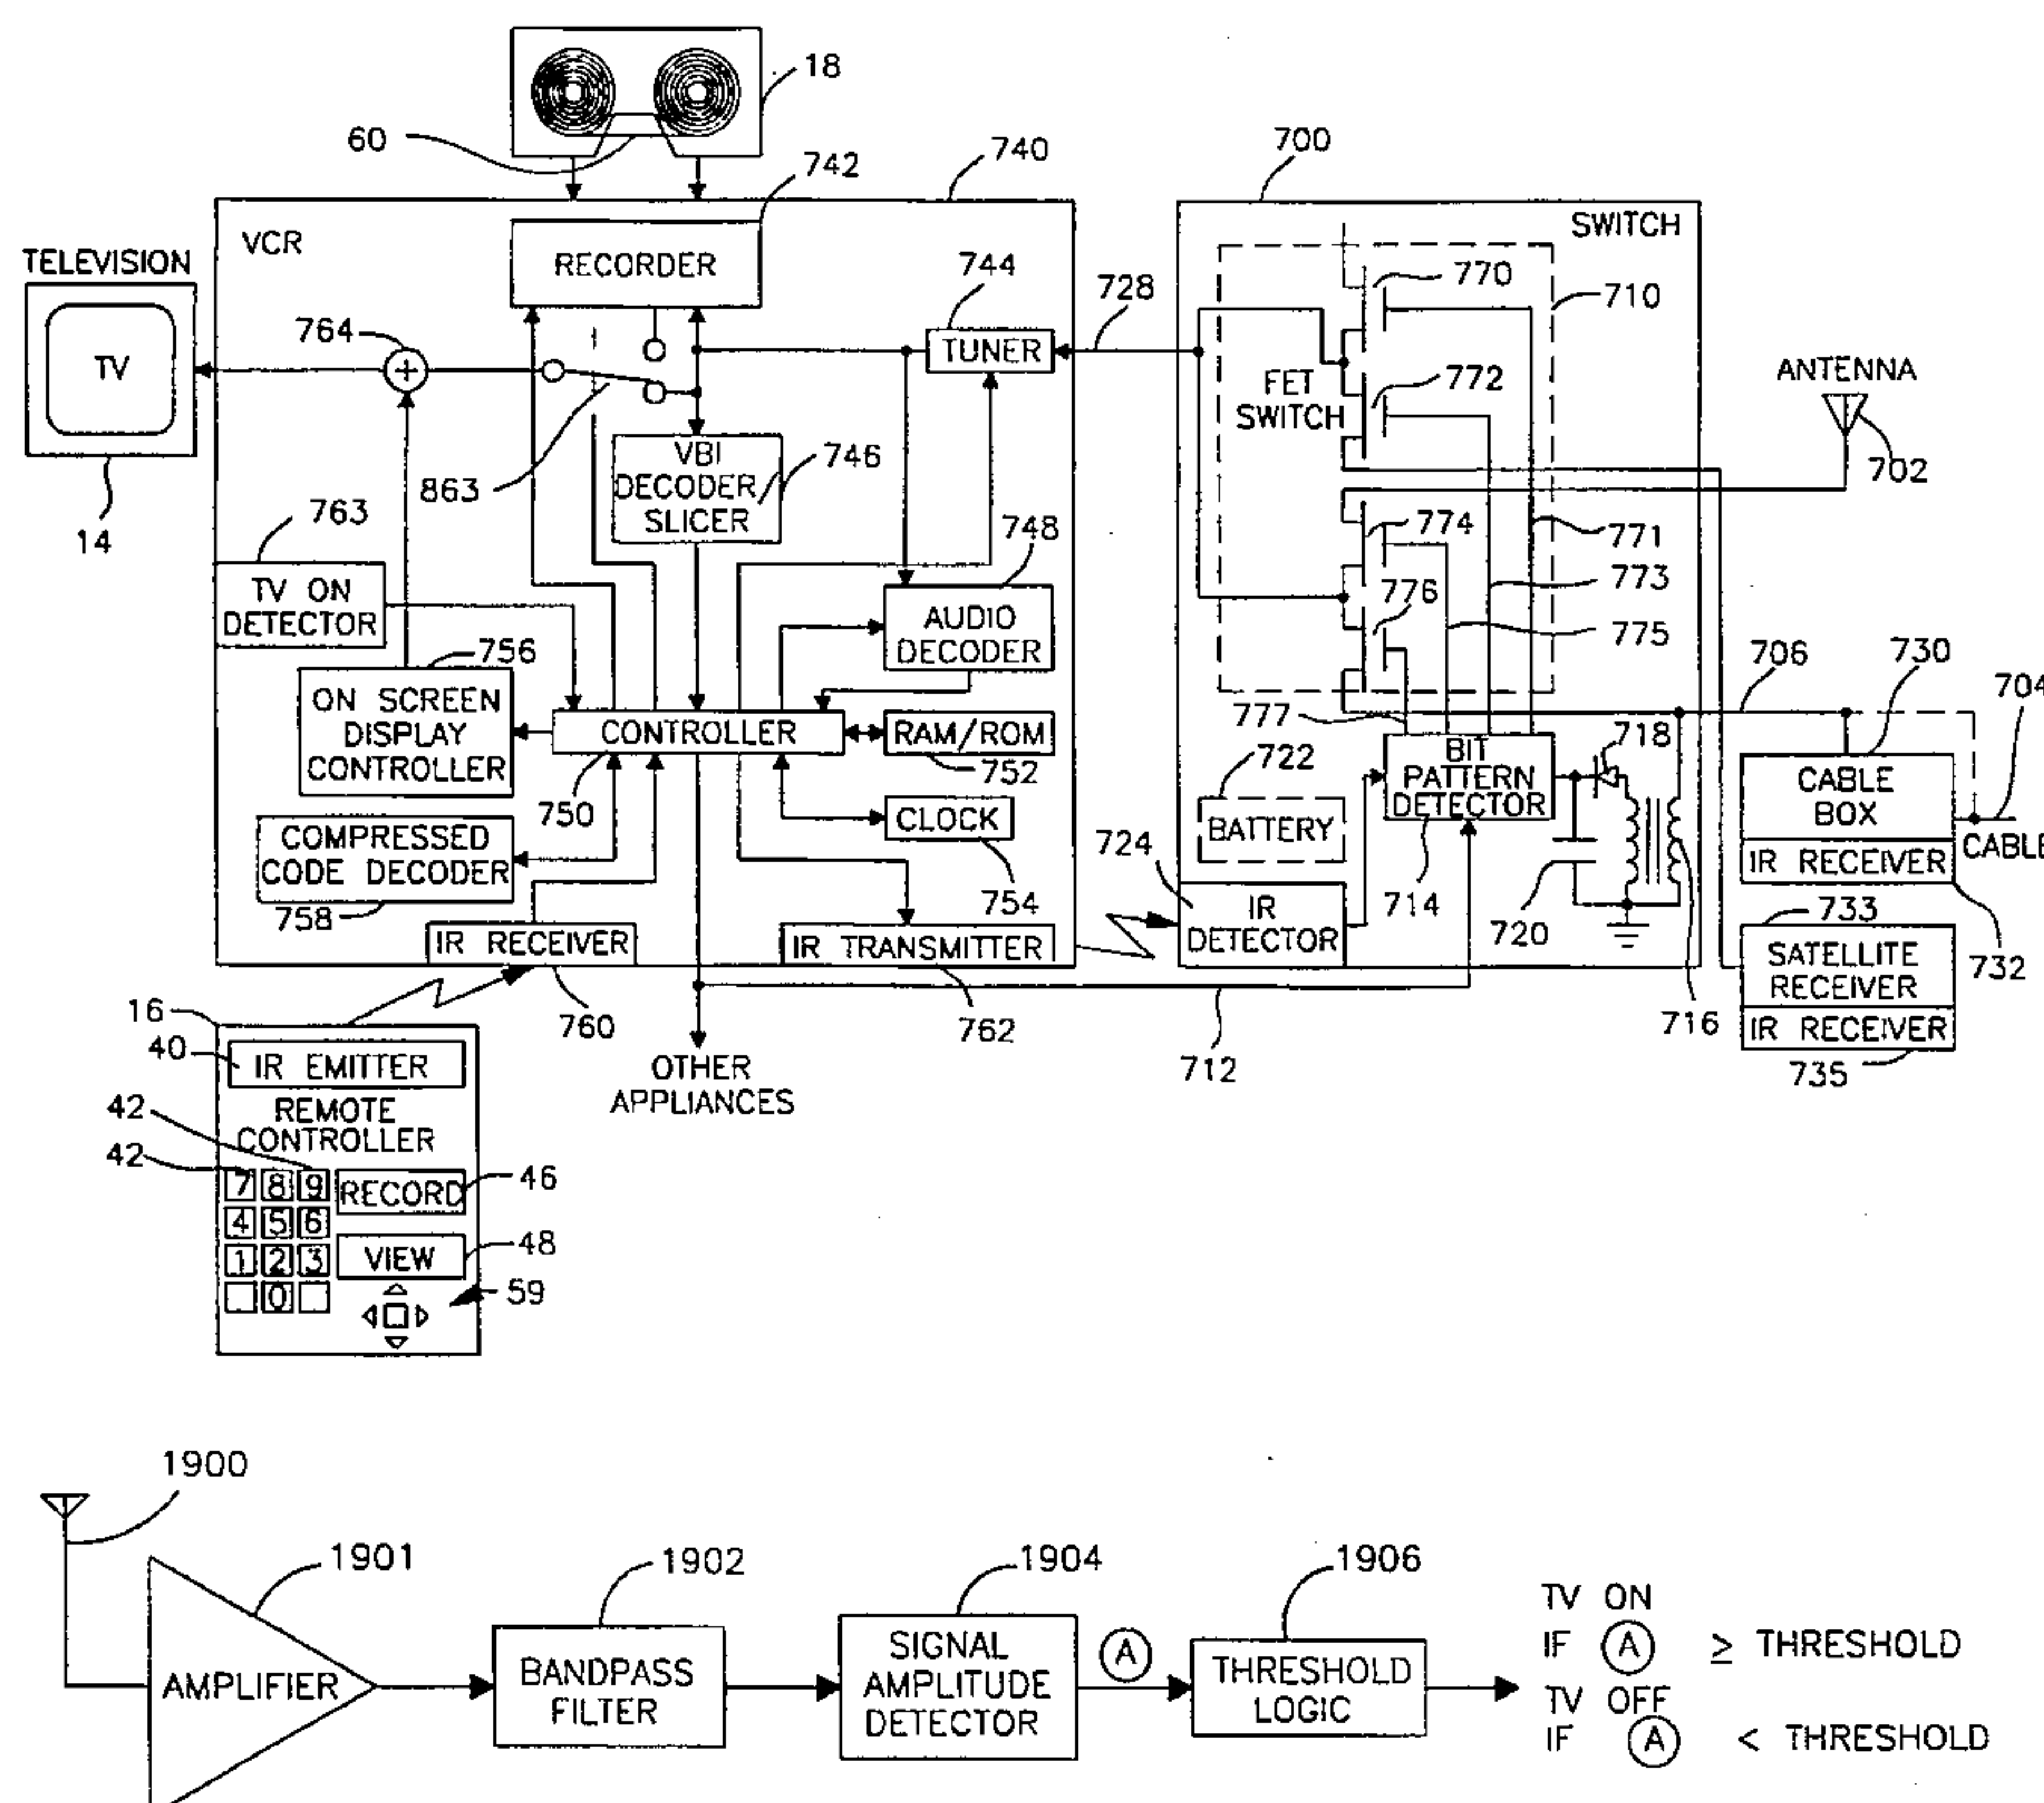 18
60
742
740
700
VCR
SWITCH
TELEVISION
RECORDER
744
728
770
710
764
TV
TUNER
772
ANTENNA
FET
SWITCH
702
863
VBI
DECODER
SLICER
746
14
763
748
774
771
773
776
775
TV ON
DETECTOR
AUDIO
DECODER
756
706
730
704
ON SCREEN
DISPLAY
CONTROLLER
CONTROLLER
RAM/ROM
777
718
750
752
722
BIT
PATTERN
DETECTOR
CABLE
BOX
COMPRESSED
CODE DECODER
CLOCK
BATTERY
724
IR RECEIVER
CABLE
758
754
714
720
733
IR RECEIVER
IR TRANSMITTER
IR
DETECTOR
SATELLITE
RECEIVER
732
16
760
762
716
IR RECEIVER
40
IR EMITTER
OTHER
APPLIANCES
712
735
REMOTE
CONTROLLER
42
42
7 8 9
RECORD
46
4 5 6
1 2 3
VIEW
48
0
59
1900
1901
1902
1904
1906
AMPLIFIER
BANDPASS
FILTER
SIGNAL
AMPLITUDE
DETECTOR
A
THRESHOLD
LOGIC
TV ON
IF A ≥ THRESHOLD
TV OFF
IF A < THRESHOLD